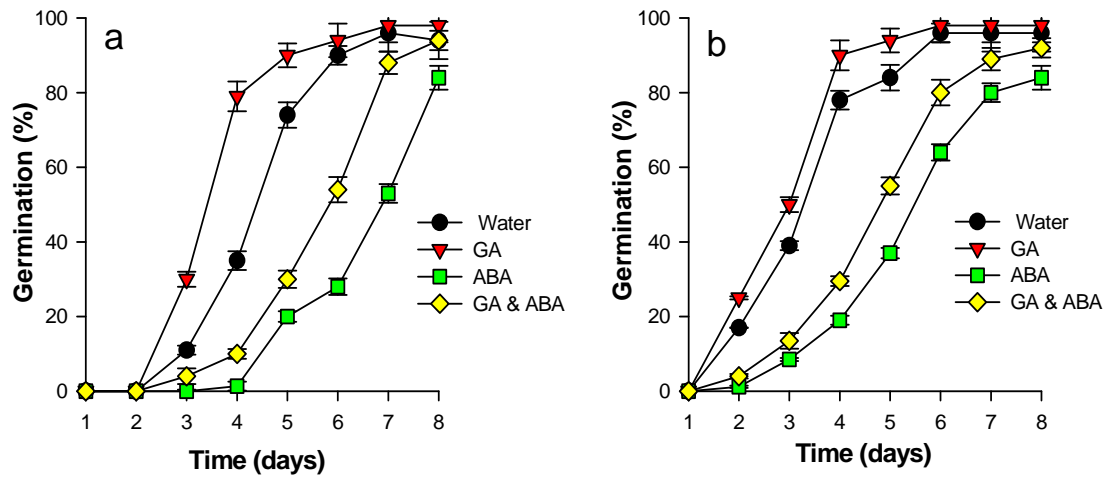 a
100
80
60
40
20
0
Germination (%)
1 2 3 4 5 6 7 8
Time (days)
Water
GA
ABA
GA & ABA
b
100
80
60
40
20
0
Germination (%)
1 2 3 4 5 6 7 8
Time (days)
Water
GA
ABA
GA & ABA